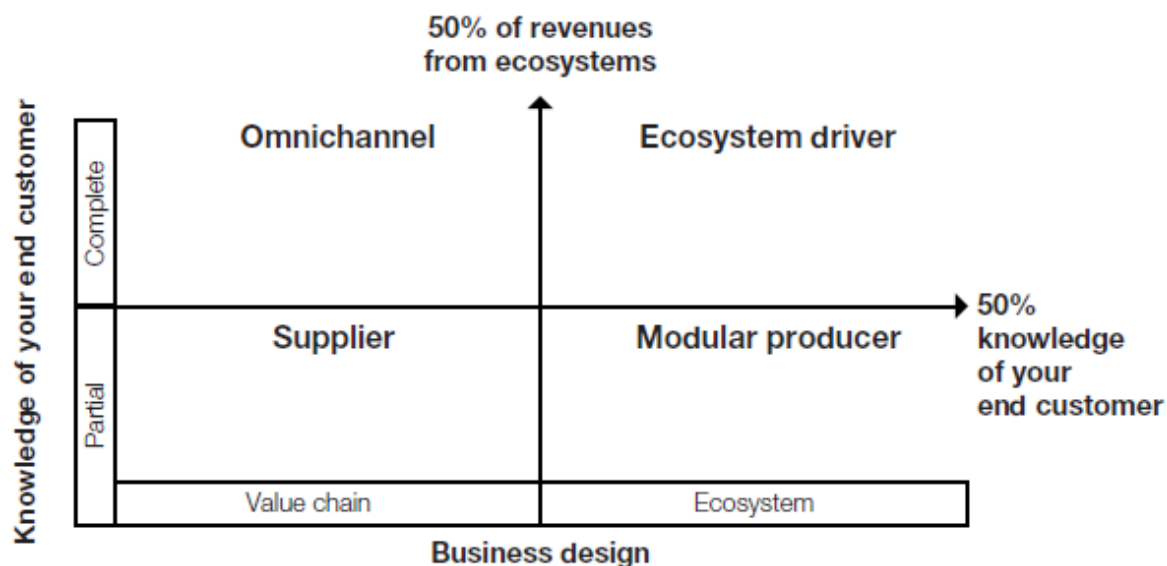 50% of revenues
from ecosystems
Knowledge of your end customer
Complete
Omnichannel
Ecosystem driver
50%
knowledge
of your
end customer
Partial
Supplier
Modular producer
Value chain
Ecosystem
Business design